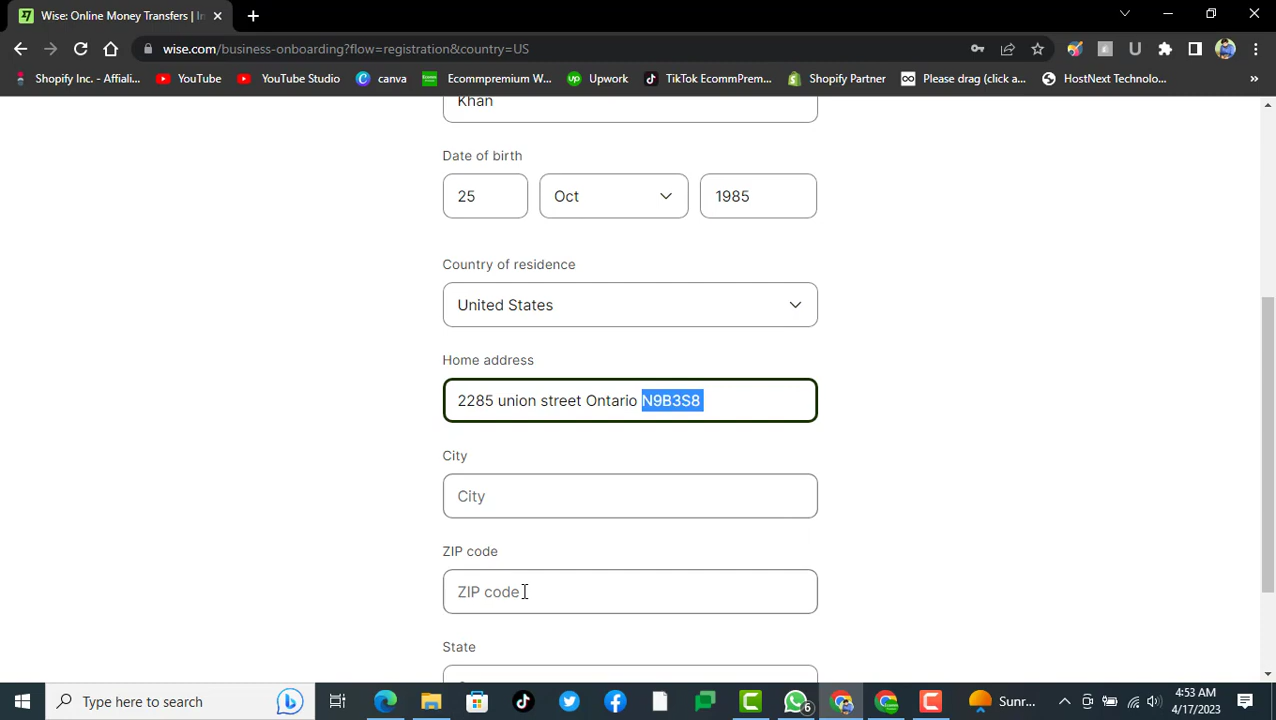 Wise: Online Money Transfers | In
wise.com/business-onboarding?flow=registration&country=US
Shopify Inc. - Affiali... YouTube YouTube Studio canva Ecommpremium W... Upwork TikTok EcommPrem... Shopify Partner Please drag (click a... HostNext Technolo... »
Khan
Date of birth
25 Oct 1985
Country of residence
United States
Home address
2285 union street Ontario N9B3S8
City
City
ZIP code
ZIP code
State
Type here to search
6
Sunr...
4:53 AM
4/17/2023